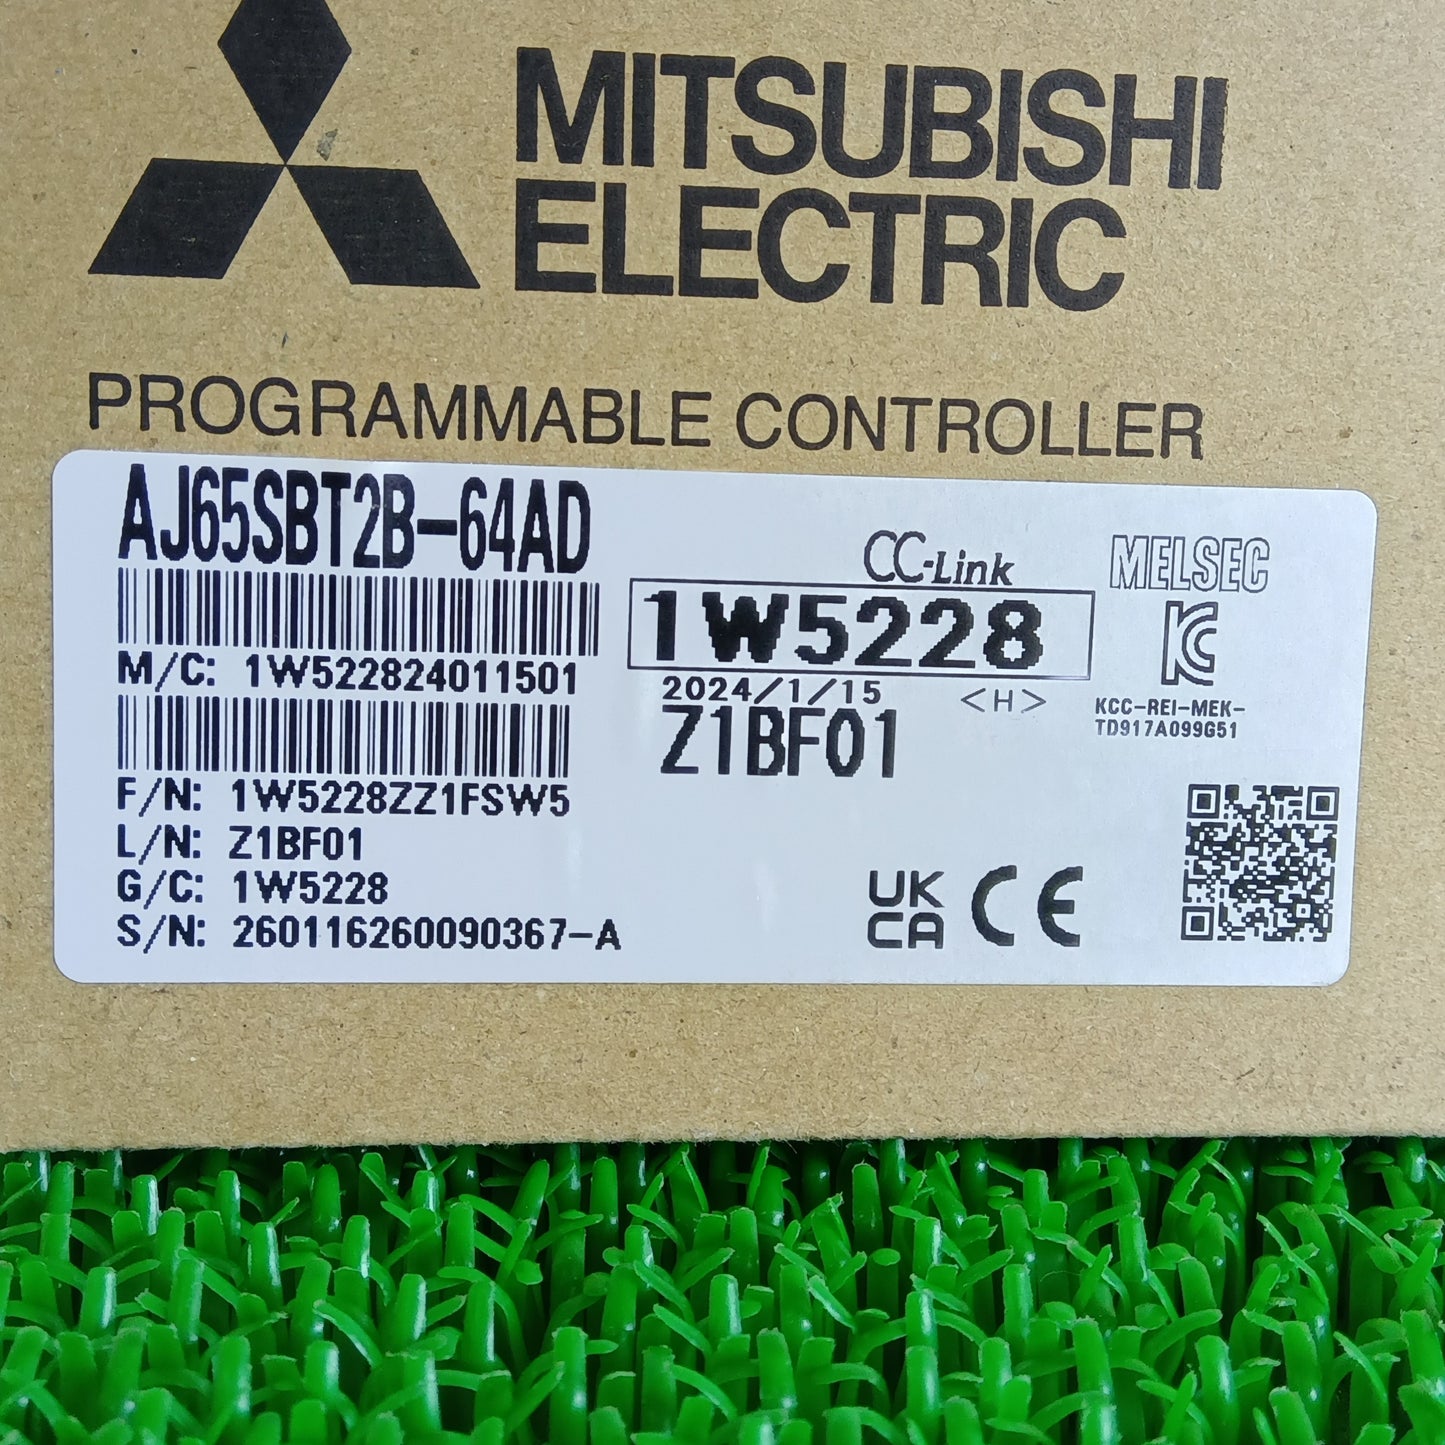 MITSUBISHI
ELECTRIC
PROGRAMMABLE CONTROLLER
AJ65SBT2B-64AD
CC-Link
MELSEC
1W5228
M/C: 1W522824011501
2024/1/15 <H>
Z1BF01
KCC-REI-MEK-
TD917A099G51
F/N: 1W5228ZZ1FSW5
L/N: Z1BF01
G/C: 1W5228
S/N: 260116260090367-A
UK
CA
CE